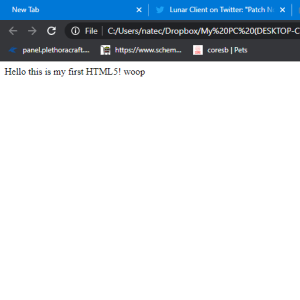 New Tab
Lunar Client on Twitter: "Patch
File
C:/Users/natec/Dropbox/My%20PC%20(DESKTOP-C
panel.plethoracraft....
https://www.schem...
coresb | Pets
Hello this is my first HTML5! woop